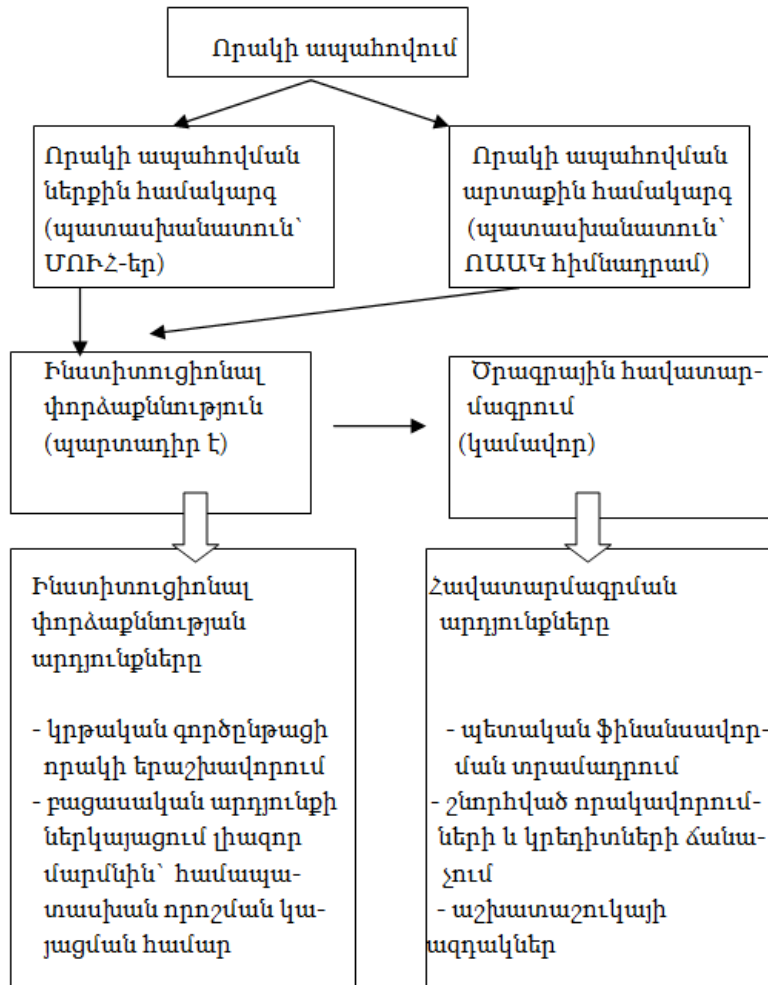 Որակի ապահովում
Որակի ապահովման
ներքին համակարգ
(պատասխանատուն՝
ՄՈՒՀ-եր)
Որակի ապահովման
արտաքին համակարգ
(պատասխանատուն՝
ՈԱԱԿ հիմնադրամ)
Ինստիտուցիոնալ
փորձաքննություն
(պարտադիր է)
Ծրագրային հավատար-
մագրում
(կամավոր)
Ինստիտուցիոնալ
փորձաքննության
արդյունքները
- կրթական գործընթացի
որակի երաշխավորում
- բացասական արդյունքի
ներկայացում լիազոր
մարմնին՝ համապա-
տասխան որոշման կա-
յացման համար
Հավատարմագրման
արդյունքները
- պետական ֆինանսավոր-
ման տրամադրում
- շնորհված որակավորում-
ների և կրեդիտների ճանա-
չում
- աշխատաշուկայի
ազդակներ